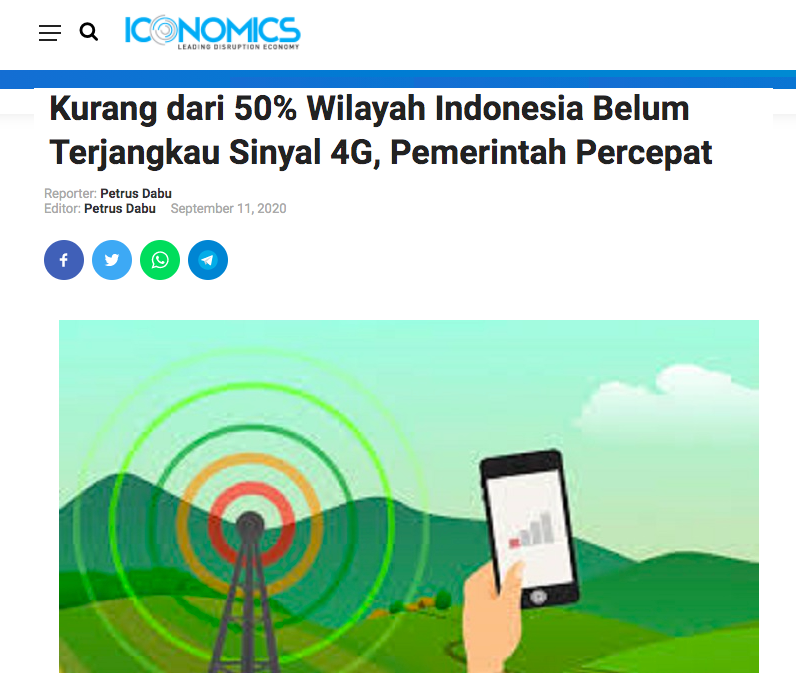 ICONOMICS
LEADING DISRUPTION ECONOMY
Kurang dari 50% Wilayah Indonesia Belum
Terjangkau Sinyal 4G, Pemerintah Percepat
Reporter: Petrus Dabu
Editor: Petrus Dabu September 11, 2020